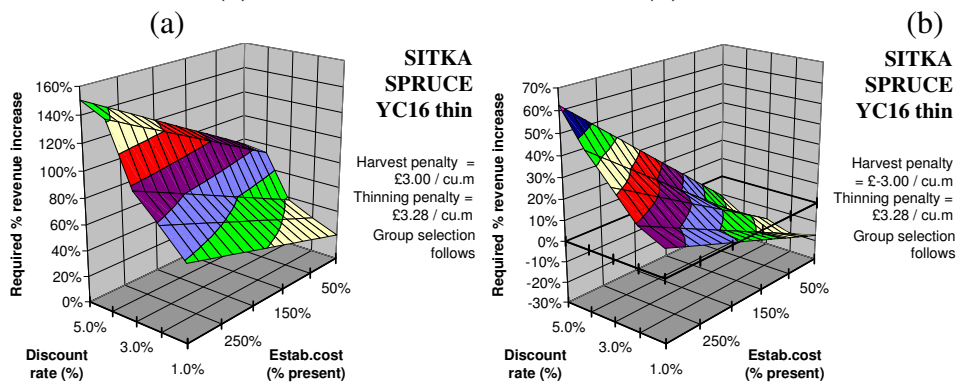 (a)
SITKA
SPRUCE
YC16 thin
Harvest penalty =
£3.00 / cu.m
Thinning penalty =
£3.28 / cu.m
Group selection
follows
Required % revenue increase
160%
140%
120%
100%
80%
60%
40%
20%
0%
5.0%
3.0%
1.0%
Discount
rate (%)
250%
150%
50%
Estab.cost
(% present)
(b)
SITKA
SPRUCE
YC16 thin
Harvest penalty
= £-3.00 / cu.m
Thinning penalty =
£3.28 / cu.m
Group selection
follows
Required % revenue increase
70%
60%
50%
40%
30%
20%
10%
0%
-10%
-20%
-30%
5.0%
3.0%
1.0%
Discount
rate (%)
250%
150%
50%
Estab.cost
(% present)